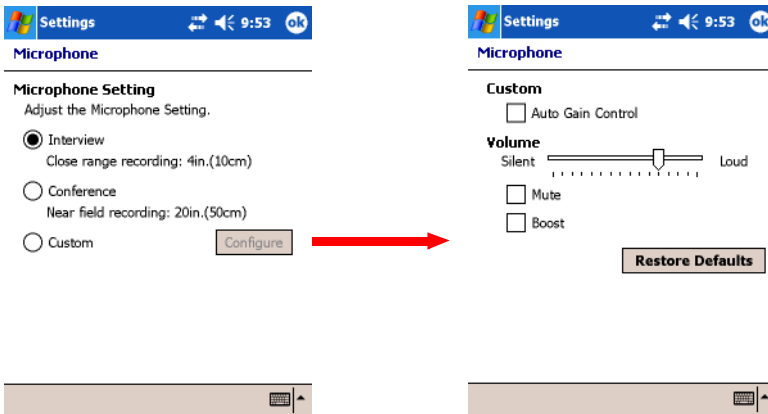 Settings 9:53 ok
Microphone
Microphone Setting
Adjust the Microphone Setting.
Interview
Close range recording: 4in.(10cm)
Conference
Near field recording: 20in.(50cm)
Custom Configure
Settings 9:53 ok
Microphone
Custom
Auto Gain Control
Volume
Silent Loud
Mute
Boost
Restore Defaults